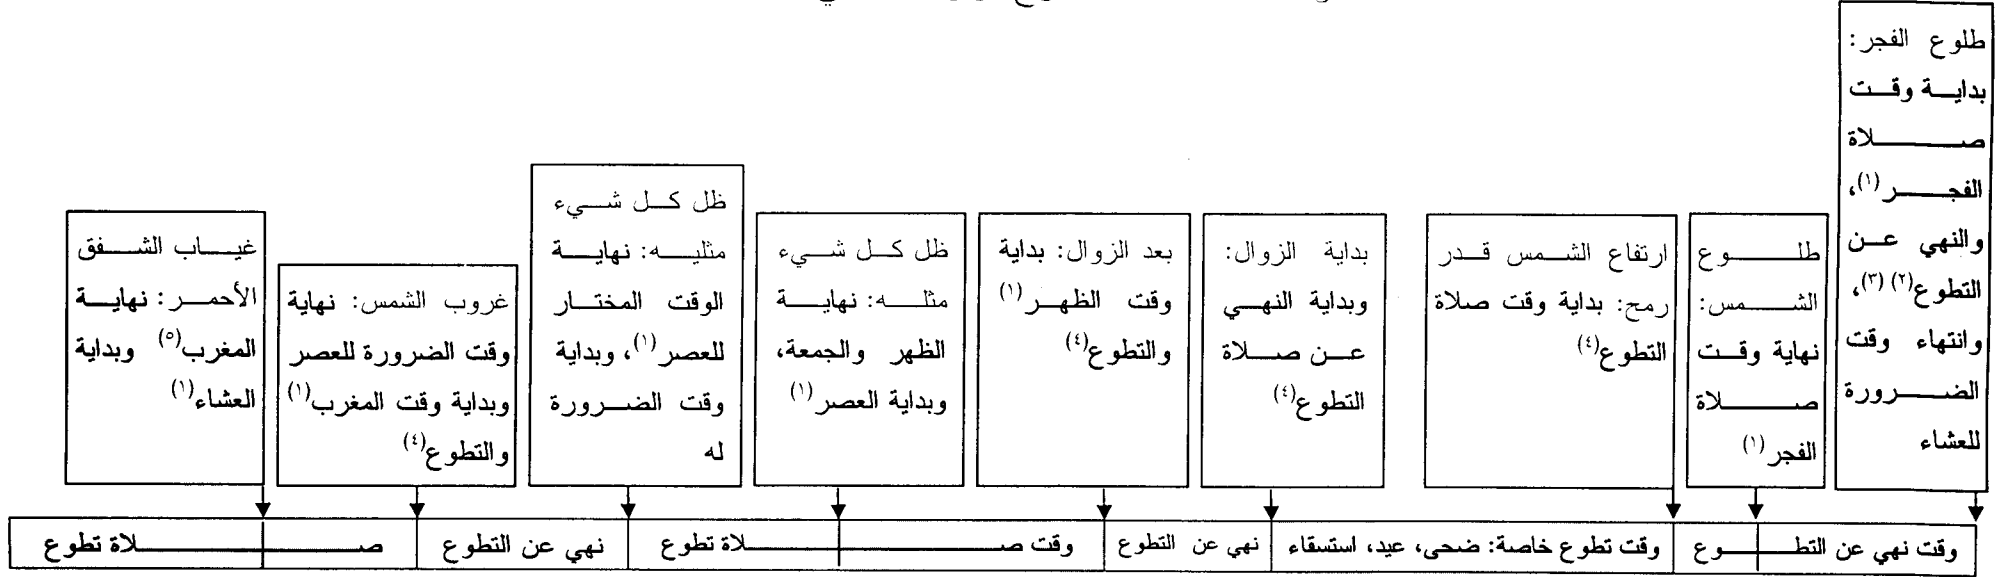 طلوع الفجر:
بداية وقت
صلاة
الفجر(١)،
والنهي عن
التطوع(٢) (٣)،
وانتهاء وقت
الضرورة
للعشاء
طلوع
الشمس:
نهاية وقت
صلاة
الفجر(١)
ارتفاع الشمس قدر
رمح: بداية وقت صلاة
التطوع(٤)
بداية الزوال:
وبداية النهي
عن صلاة
التطوع(٤)
بعد الزوال: بداية
وقت الظهر(١)
والتطوع(٤)
ظل كل شيء
مثله: نهاية
الظهر والجمعة،
وبداية العصر(١)
ظل كل شيء
مثليه: نهاية
الوقت المختار
للعصر(١)، وبداية
وقت الضرورة
له
غروب الشمس: نهاية
وقت الضرورة للعصر
وبداية وقت المغرب(١)
والتطوع(٤)
غياب الشفق
الأحمر: نهاية
المغرب(٥) وبداية
العشاء(١)
وقت نهي عن التطوع
وقت تطوع خاصة: ضحى، عيد، استسقاء
نهي عن التطوع
وقت صلاة تطوع
نهي عن التطوع
صلاة تطوع